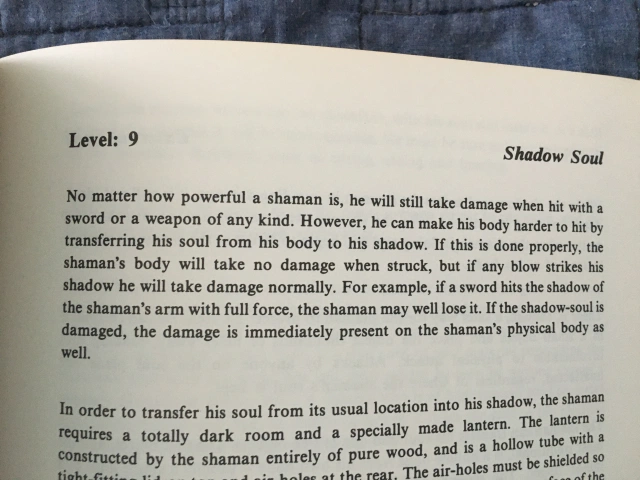 Level: 9
Shadow Soul
No matter how powerful a shaman is, he will still take damage when hit with a
sword or a weapon of any kind. However, he can make his body harder to hit by
transferring his soul from his body to his shadow. If this is done properly, the
shaman's body will take no damage when struck, but if any blow strikes his
shadow he will take damage normally. For example, if a sword hits the shadow of
the shaman's arm with full force, the shaman may well lose it. If the shadow-soul is
damaged, the damage is immediately present on the shaman's physical body as
well.
In order to transfer his soul from its usual location into his shadow, the shaman
requires a totally dark room and a specially made lantern. The lantern is
constructed by the shaman entirely of pure wood, and is a hollow tube with a
tight-fitting lid on top and air holes at the rear. The air-holes must be shielded so
face of the